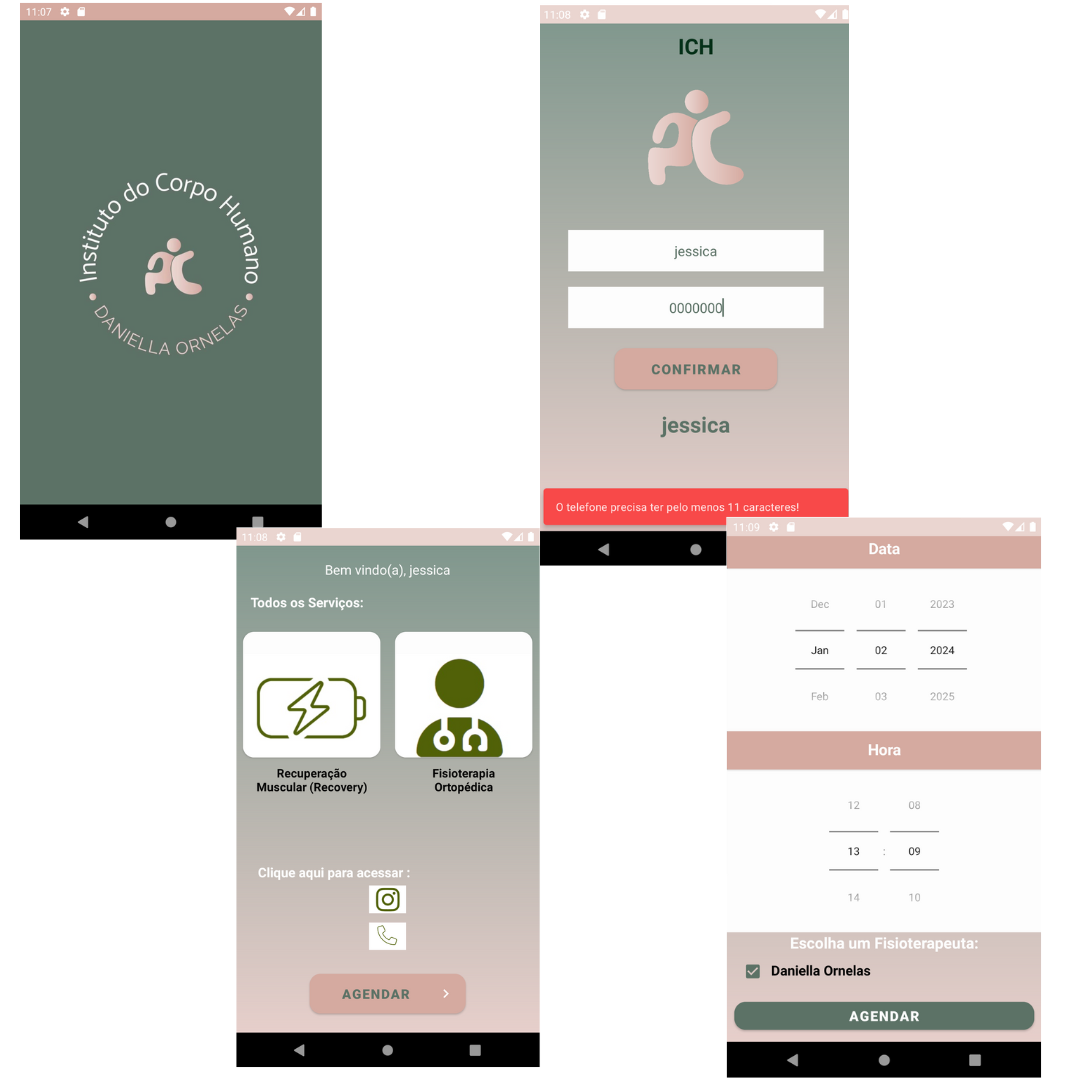 11:07
Instituto do Corpo Humano
• DANIELLA ORNELAS •
11:08
ICH
jessica
0000000
CONFIRMAR
jessica
O telefone precisa ter pelo menos 11 caracteres!
11:08
Bem vindo(a), jessica
Todos os Serviços:
Recuperação
Muscular (Recovery)
Fisioterapia
Ortopédica
Clique aqui para acessar :
AGENDAR >
11:09
Data
Dec 01 2023
Jan 02 2024
Feb 03 2025
Hora
12 08
13 : 09
14 10
Escolha um Fisioterapeuta:
Daniella Ornelas
AGENDAR